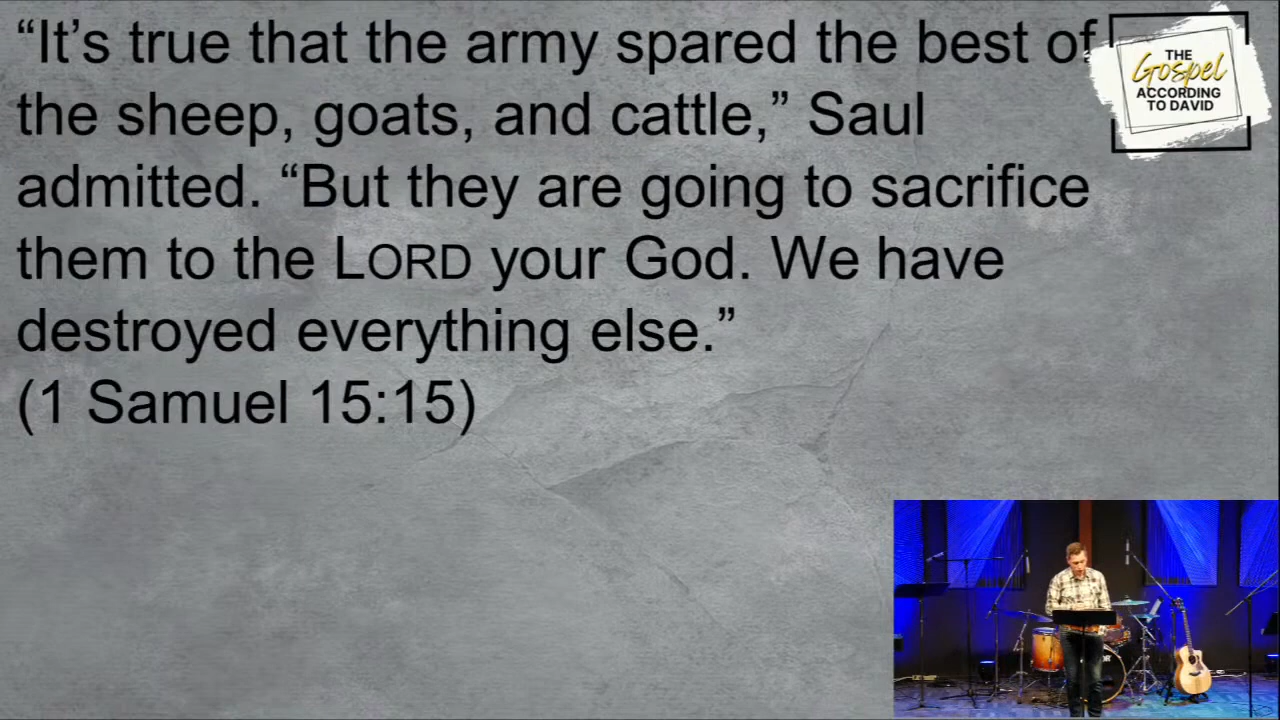 “It’s true that the army spared the best of
the sheep, goats, and cattle,” Saul
admitted. “But they are going to sacrifice
them to the LORD your God. We have
destroyed everything else.”
(1 Samuel 15:15)
THE
Gospel
ACCORDING
TO DAVID